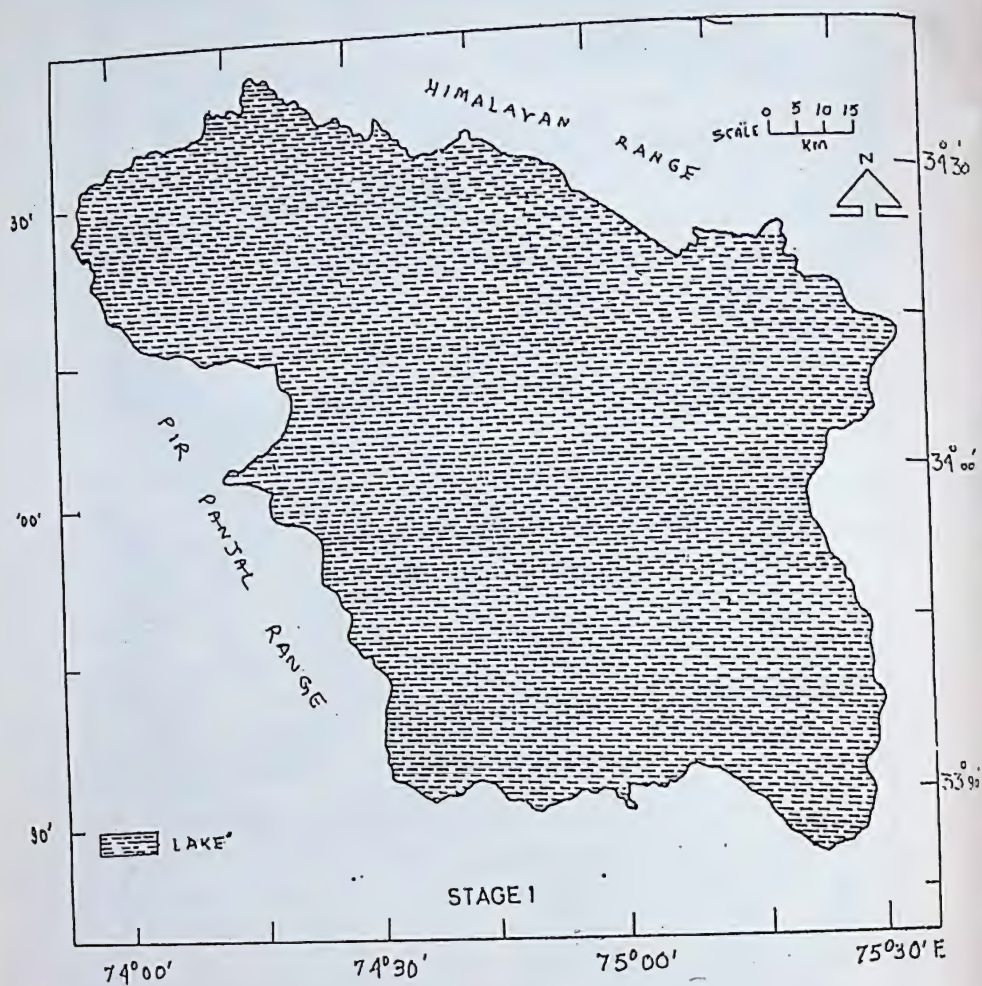 HIMALAYAN RANGE
SCALE 0 5 10 15
Km
N
34°30'
30'
PIR PANJAL RANGE
34°00'
'00'
33°90'
30'
LAKE
STAGE 1
74°00' 74°30' 75°00' 75°30' E